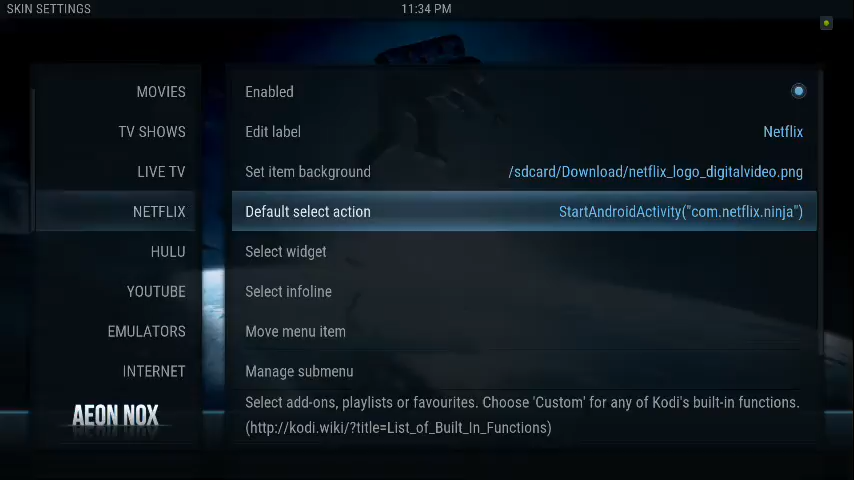 SKIN SETTINGS
11:34 PM
MOVIES
TV SHOWS
LIVE TV
NETFLIX
HULU
YOUTUBE
EMULATORS
INTERNET
AEON NOX
Enabled
Edit label Netflix
Set item background /sdcard/Download/netflix_logo_digitalvideo.png
Default select action StartAndroidActivity("com.netflix.ninja")
Select widget
Select infoline
Move menu item
Manage submenu
Select add-ons, playlists or favourites. Choose 'Custom' for any of Kodi's built-in functions.
(http://kodi.wiki/?title=List_of_Built_In_Functions)